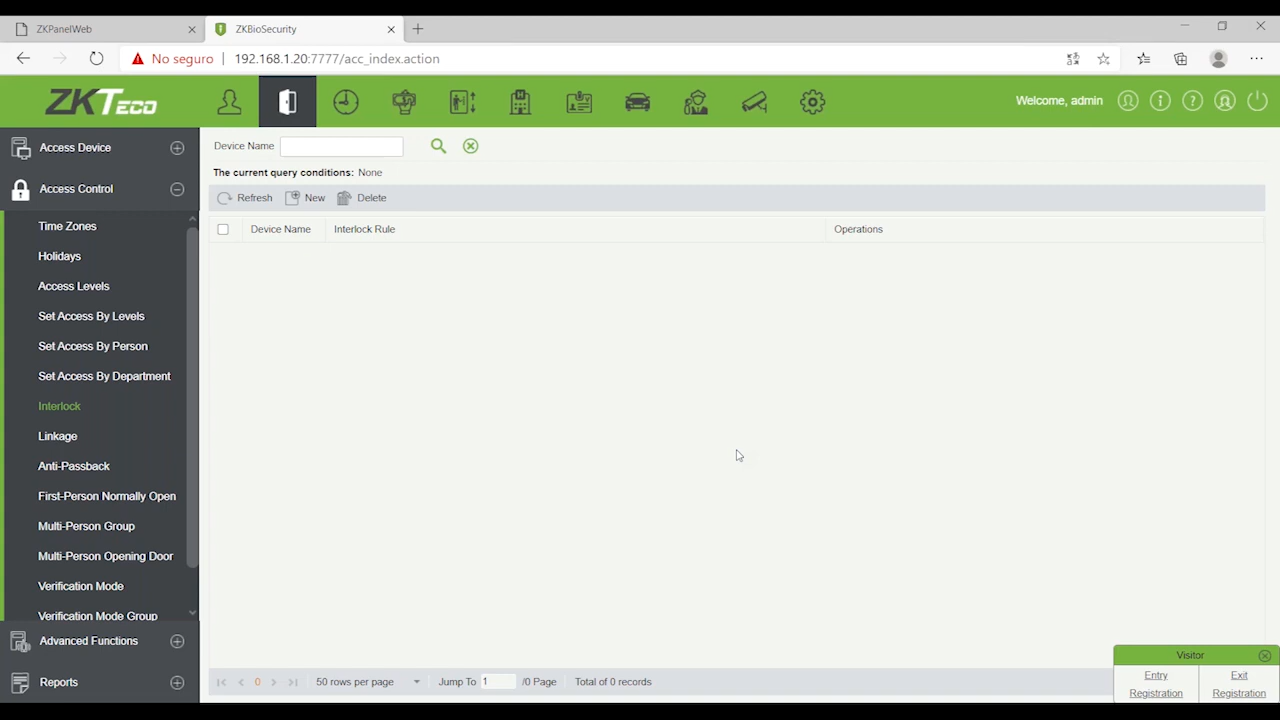 ZKPanelWeb
ZKBioSecurity
No seguro
192.168.1.20:7777/acc_index.action
ZKTECO
Welcome, admin
Access Device
Access Control
Time Zones
Holidays
Access Levels
Set Access By Levels
Set Access By Person
Set Access By Department
Interlock
Linkage
Anti-Passback
First-Person Normally Open
Multi-Person Group
Multi-Person Opening Door
Verification Mode
Verification Mode Group
Advanced Functions
Reports
Device Name
The current query conditions: None
Refresh New Delete
Device Name Interlock Rule Operations
0 50 rows per page Jump To 1 /0 Page Total of 0 records
Visitor
Entry Registration
Exit Registration